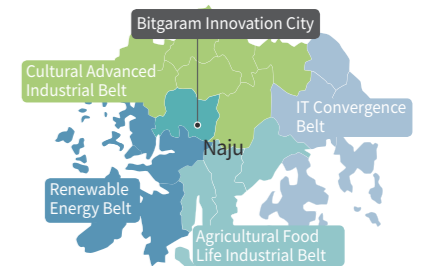 Bitgaram Innovation City
Cultural Advanced
Industrial Belt
IT Convergence
Belt
Naju
Renewable
Energy Belt
Agricultural Food
Life Industrial Belt